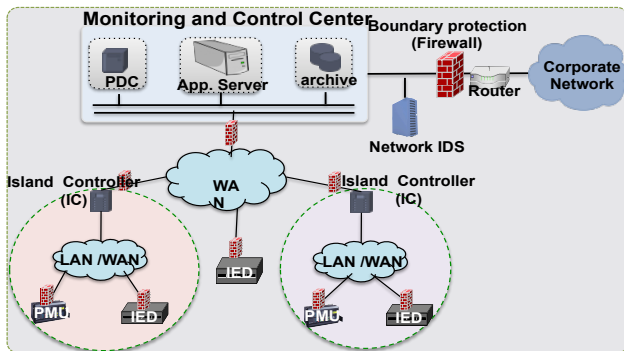 Monitoring and Control Center
PDC
App. Server
archive
Boundary protection
(Firewall)
Router
Corporate
Network
Network IDS
Island Controller
(IC)
WA
N
Island Controller
(IC)
LAN /WAN
IED
LAN /WAN
PMU
IED
PMU
IED